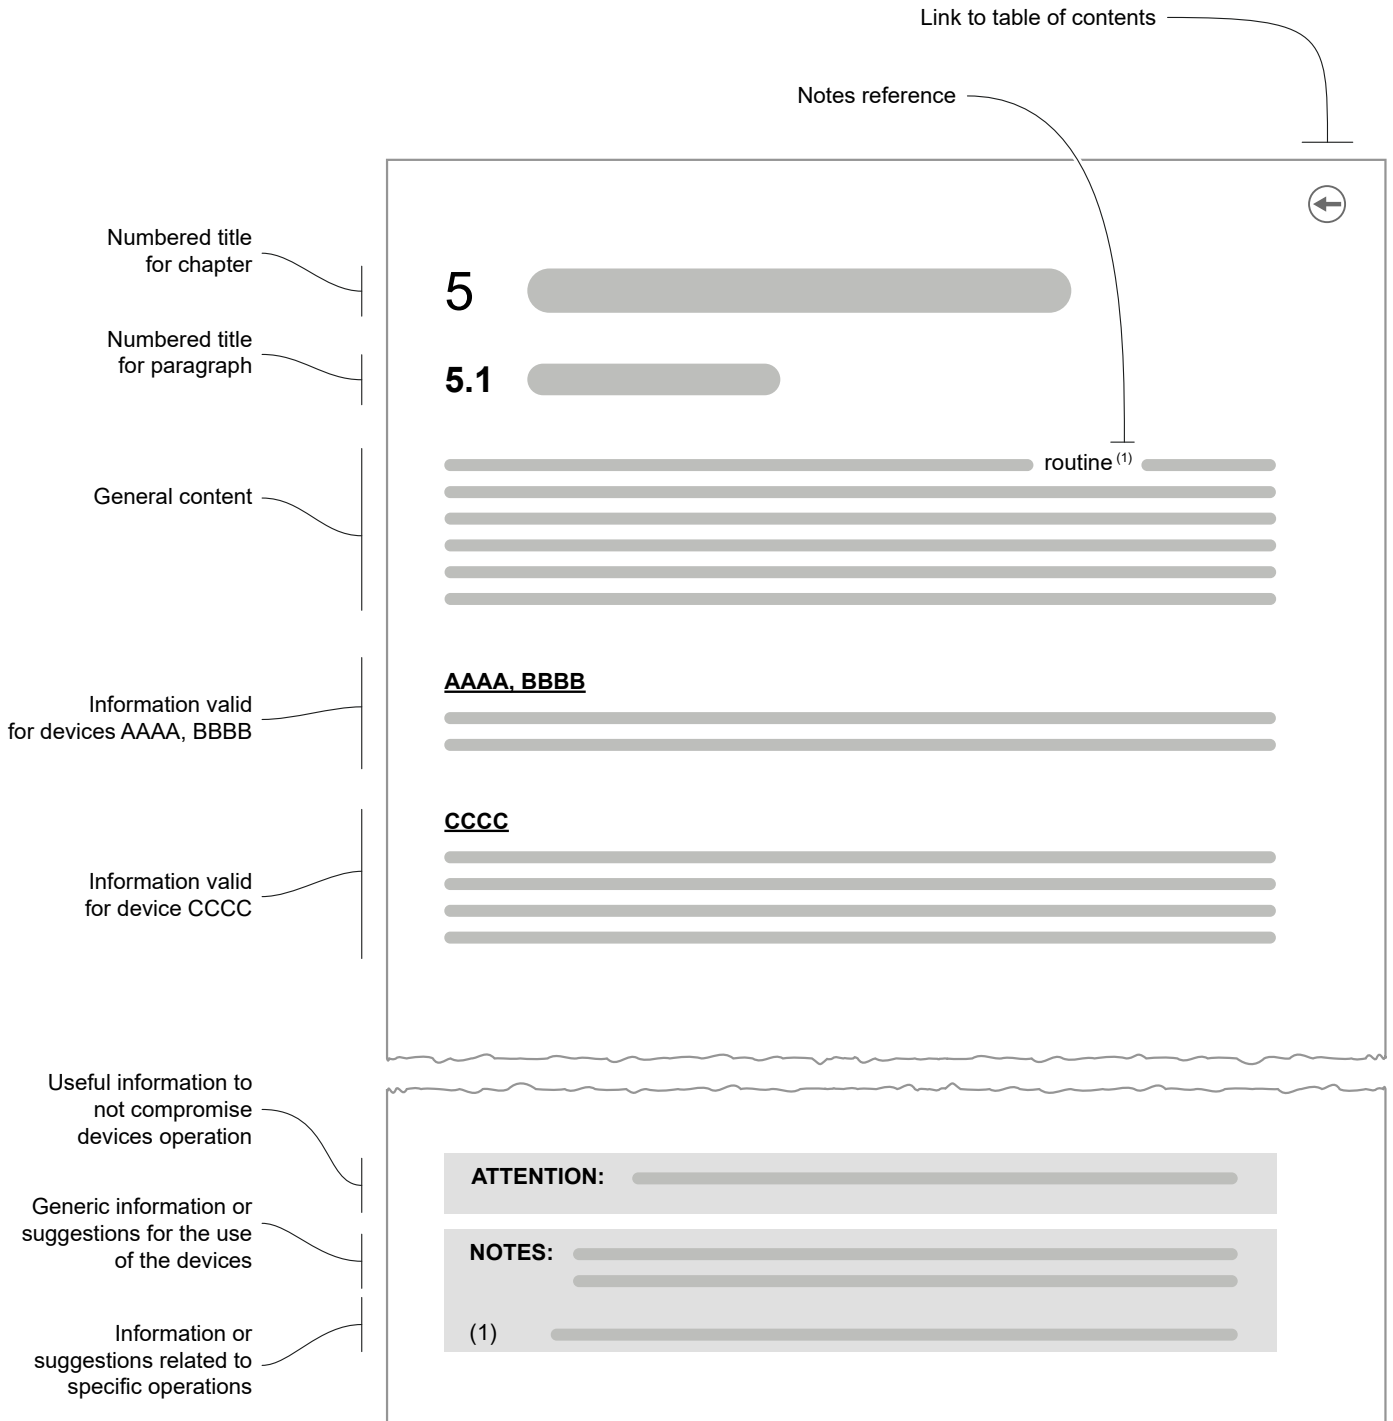 Link to table of contents
Notes reference
Numbered title
for chapter
5
Numbered title
for paragraph
5.1
routine (1)
General content
AAAA, BBBB
Information valid
for devices AAAA, BBBB
CCCC
Information valid
for device CCCC
Useful information to
not compromise
devices operation
ATTENTION:
Generic information or
suggestions for the use
of the devices
NOTES:
(1)
Information or
suggestions related to
specific operations